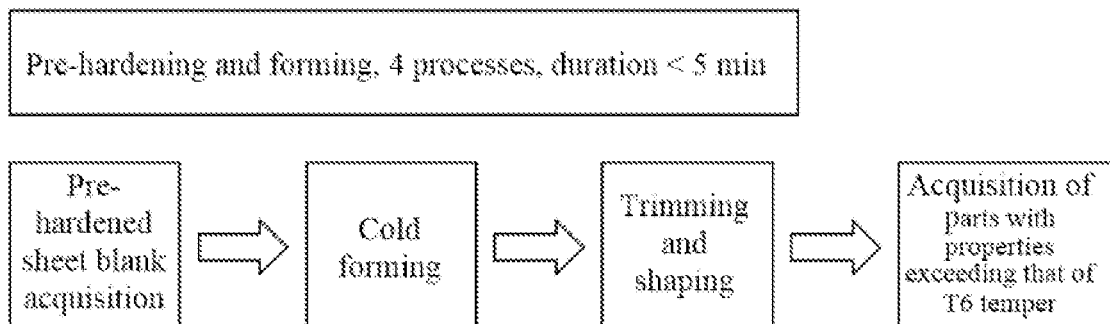 Pre-hardening and forming, 4 processes, duration < 5 min
Pre-
hardened
sheet blank
acquisition
Cold
forming
Trimming
and
shaping
Acquisition of
parts with
properties
exceeding that of
T6 temper